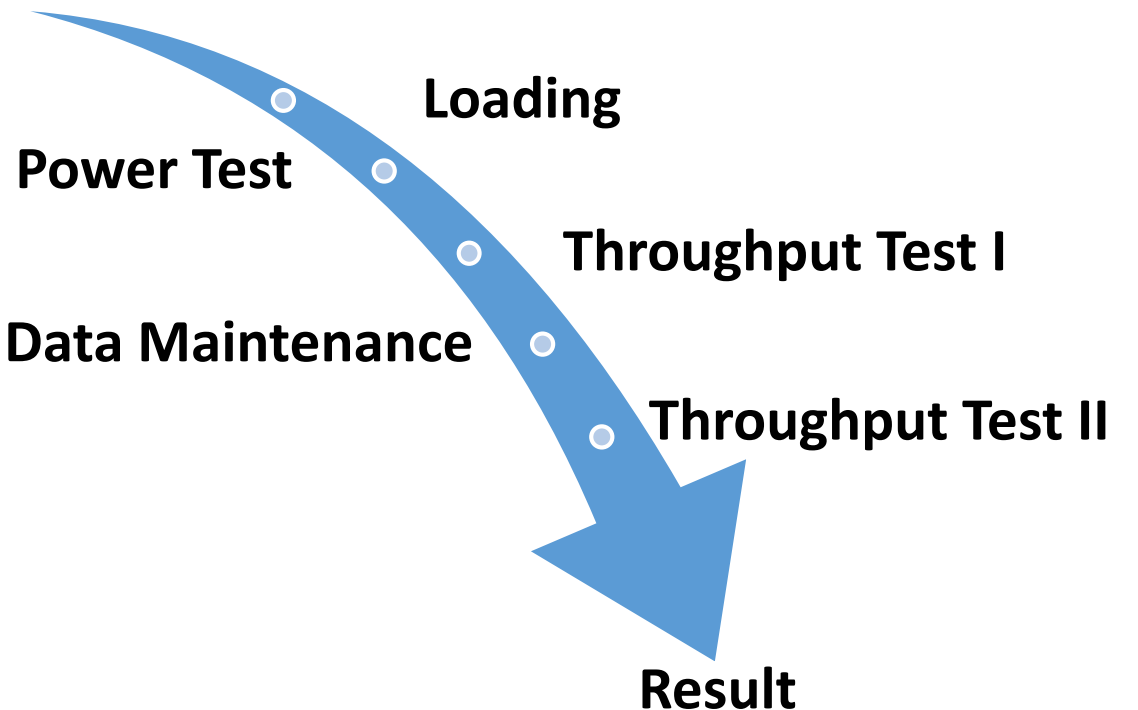 Loading
Power Test
Throughput Test I
Data Maintenance
Throughput Test II
Result